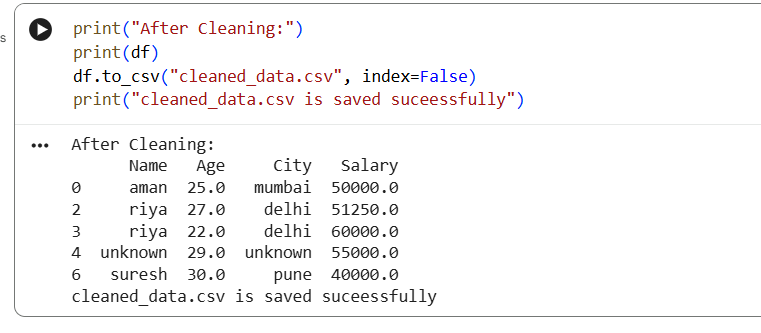 print("After Cleaning:")
print(df)
df.to_csv("cleaned_data.csv", index=False)
print("cleaned_data.csv is saved suceessfully")
s
... After Cleaning:
Name Age City Salary
0 aman 25.0 mumbai 50000.0
2 riya 27.0 delhi 51250.0
3 riya 22.0 delhi 60000.0
4 unknown 29.0 unknown 55000.0
6 suresh 30.0 pune 40000.0
cleaned_data.csv is saved suceessfully